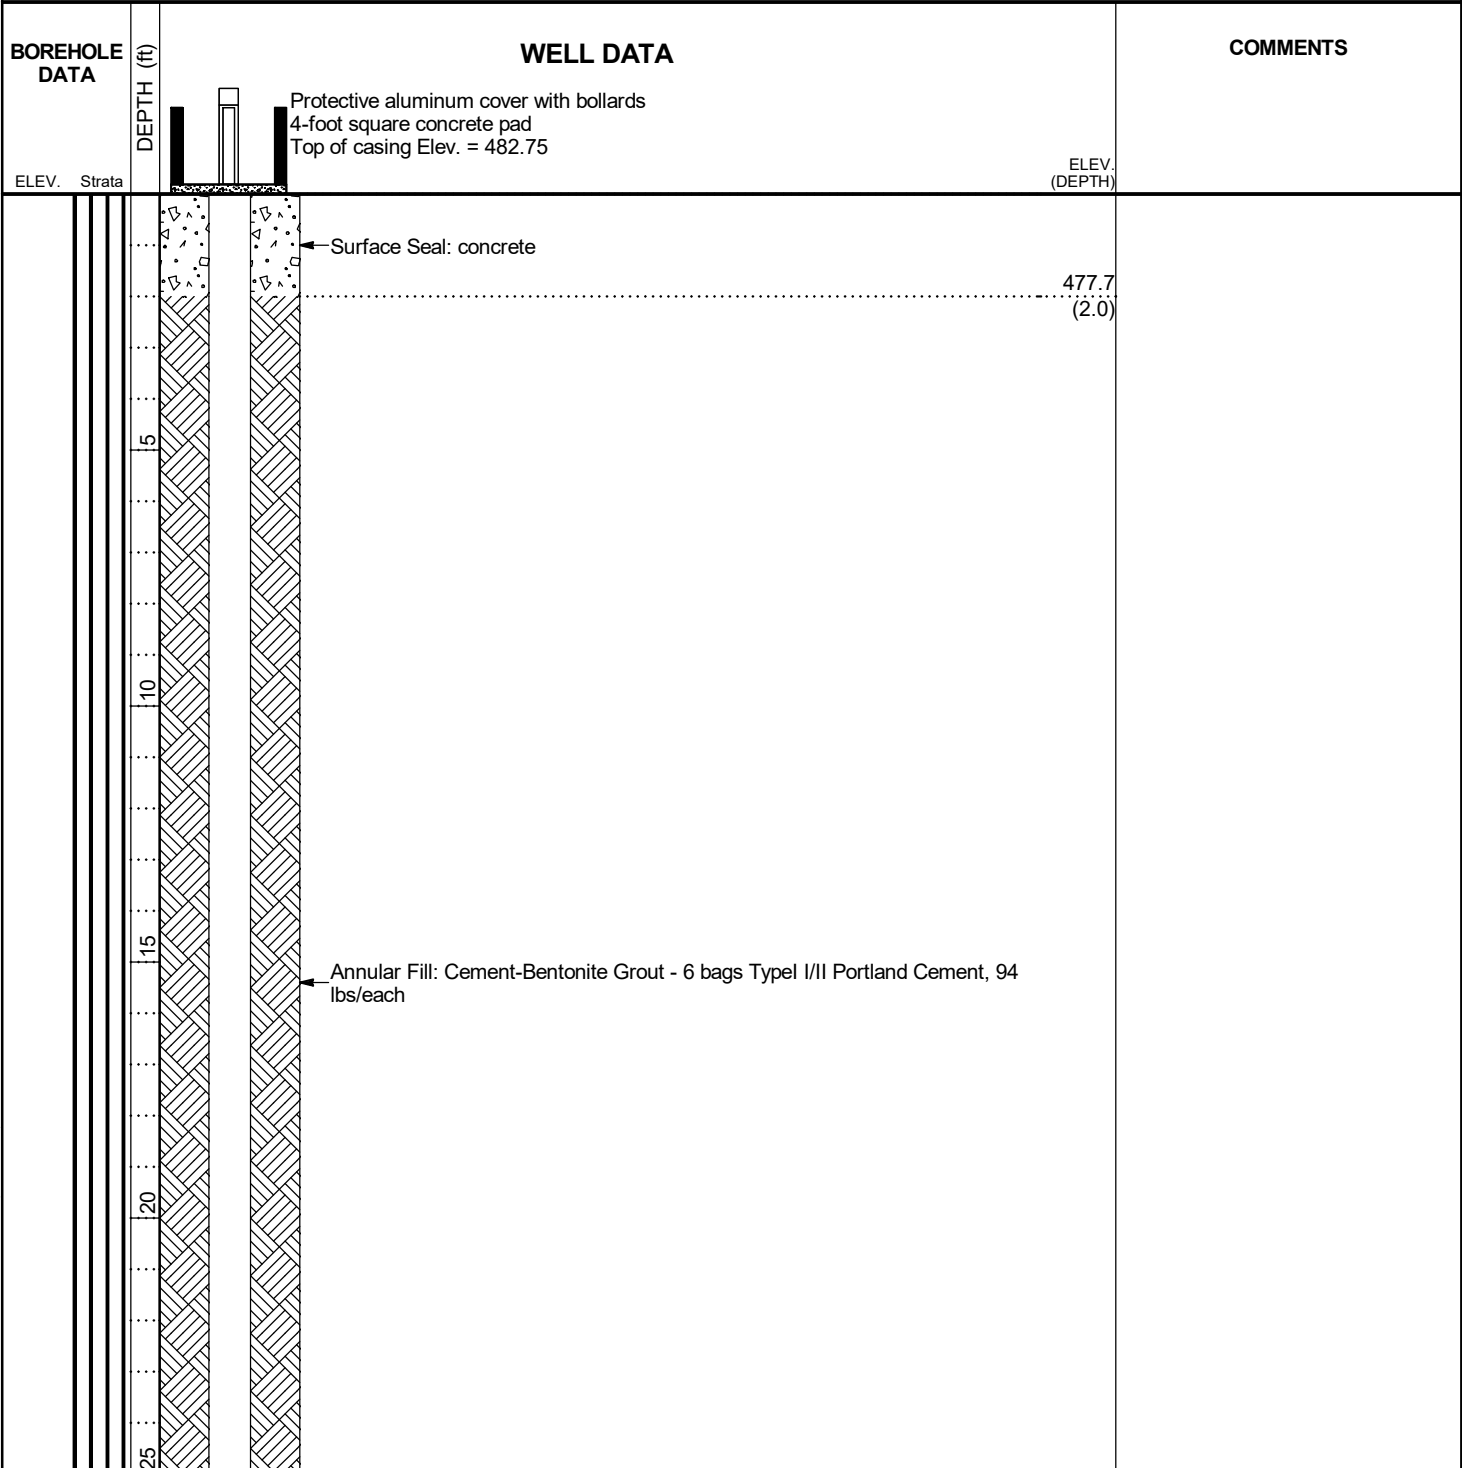 BOREHOLE
DATA
ELEV. Strata
DEPTH (ft)
WELL DATA
Protective aluminum cover with bollards
4-foot square concrete pad
Top of casing Elev. = 482.75
ELEV.
(DEPTH)
COMMENTS
Surface Seal: concrete
477.7
(2.0)
5
10
15
Annular Fill: Cement-Bentonite Grout - 6 bags TypeI I/II Portland Cement, 94
lbs/each
20
25